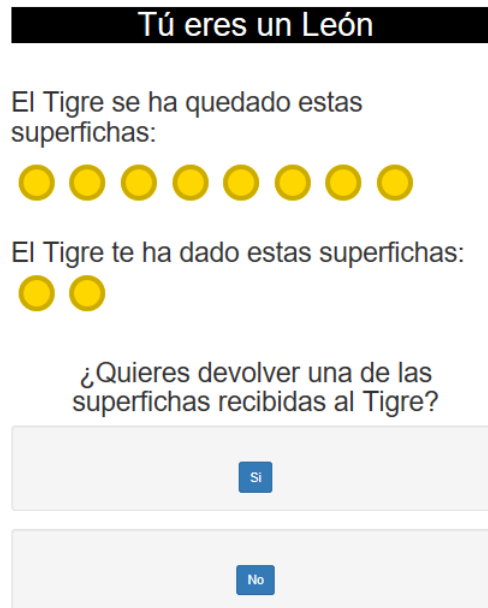 Tú eres un León
El Tigre se ha quedado estas
superfichas:
El Tigre te ha dado estas superfichas:
¿Quieres devolver una de las
superfichas recibidas al Tigre?
Si
No